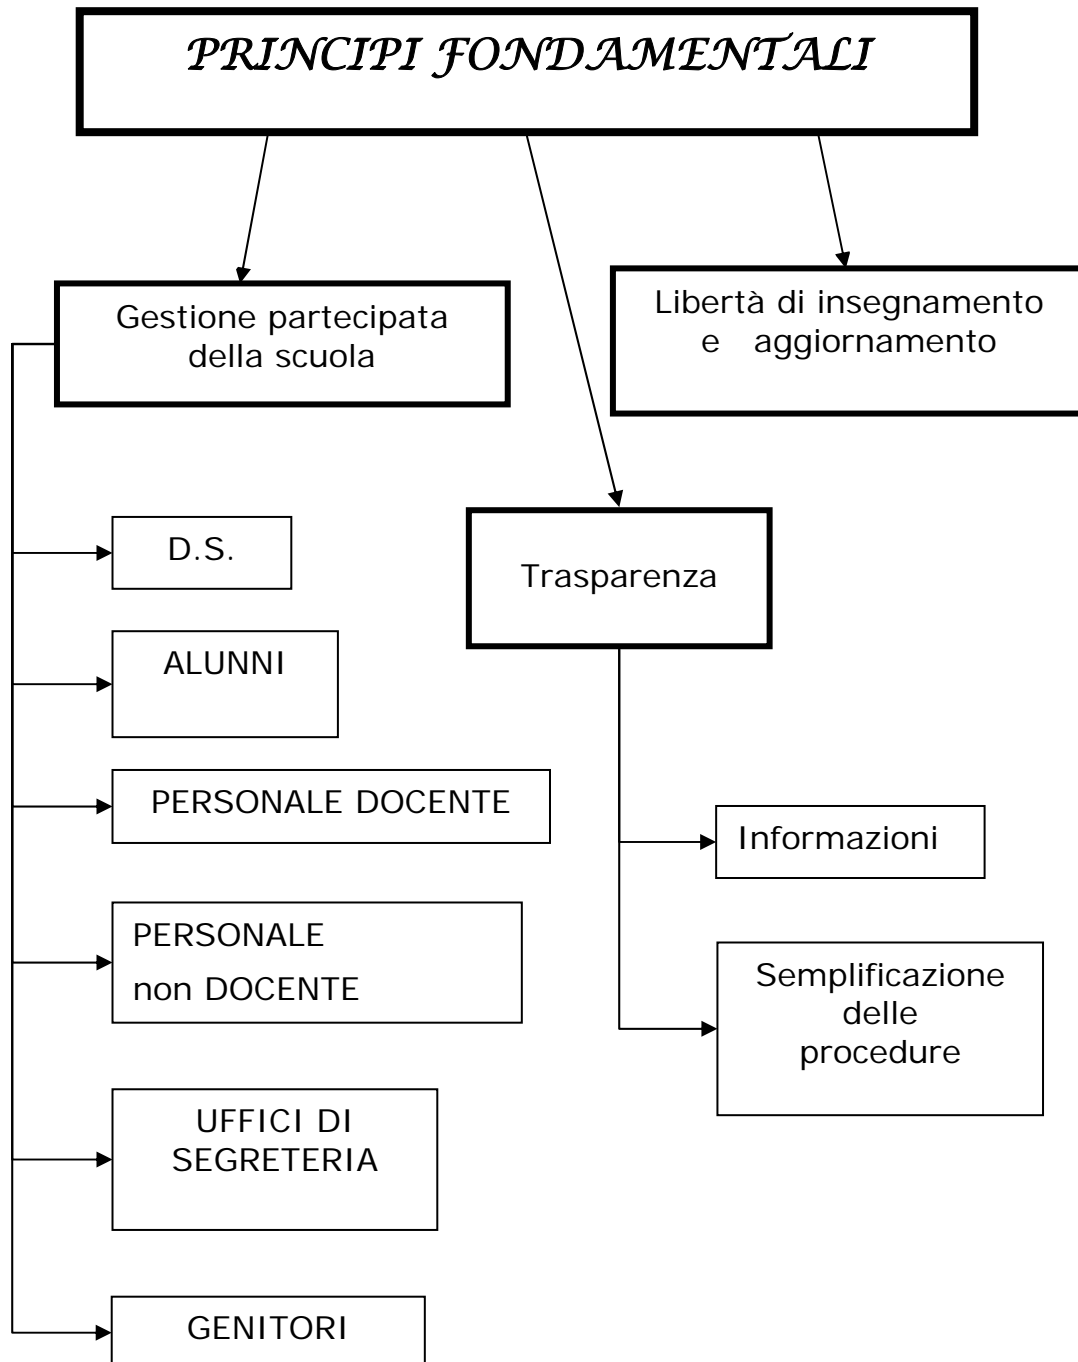 PRINCIPI FONDAMENTALI
Gestione partecipata
della scuola
Libertà di insegnamento
e aggiornamento
D.S.
Trasparenza
ALUNNI
PERSONALE DOCENTE
Informazioni
PERSONALE
non DOCENTE
Semplificazione
delle
procedure
UFFICI DI
SEGRETERIA
GENITORI